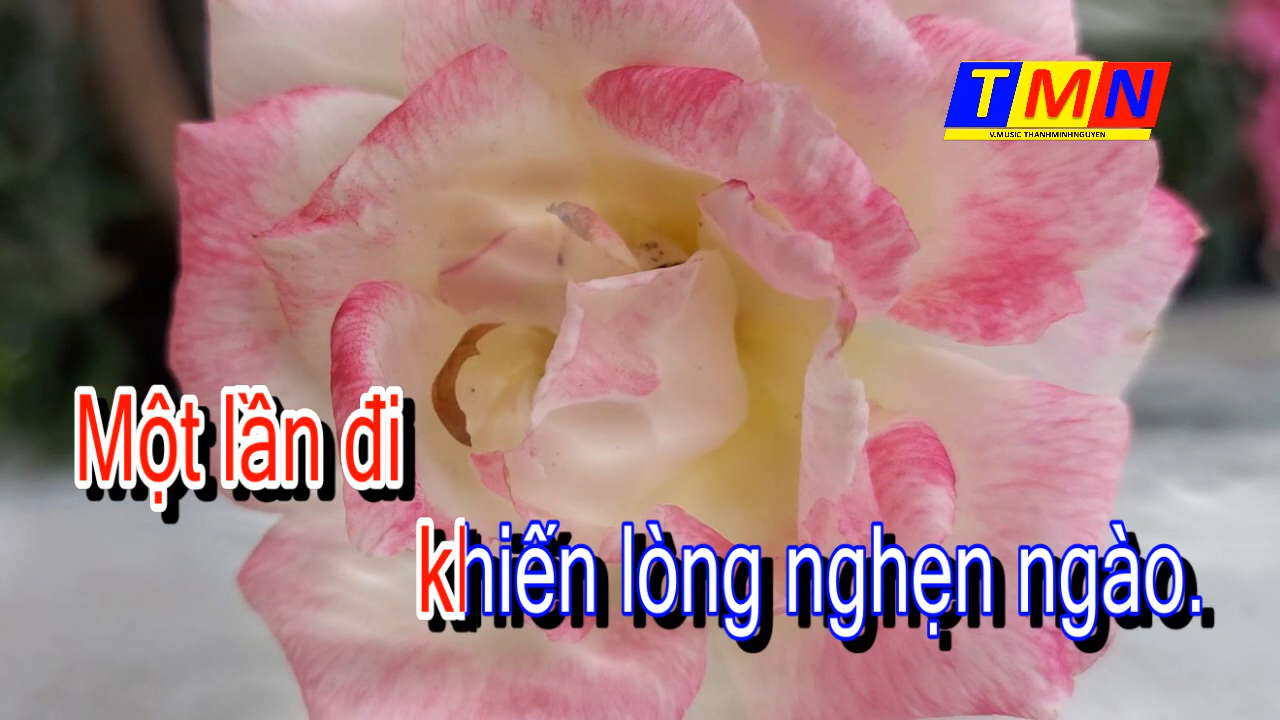 TMN
V.MUSIC THANHMINHNGUYEN
Một lần đi
khiến lòng nghẹn ngào.